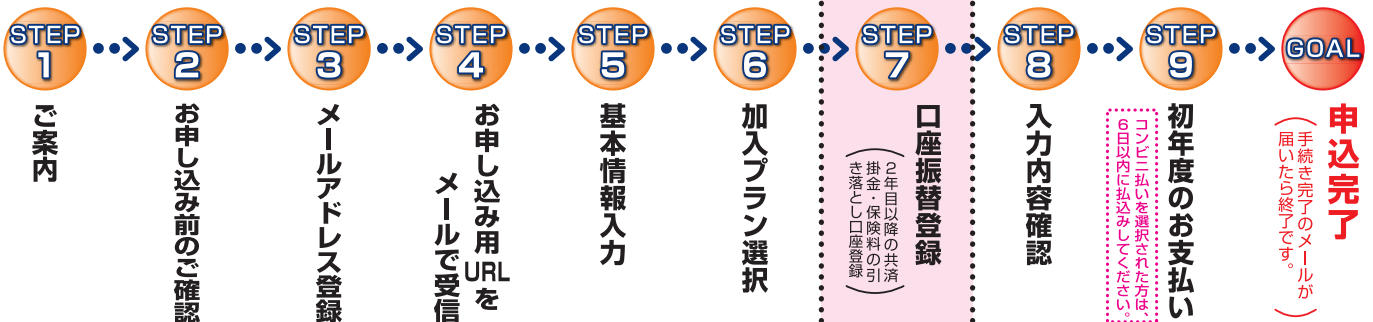 STEP
1
ご案内
STEP
2
お申し込み前のご確認
STEP
3
メールアドレス登録
STEP
4
お申し込み用URLを
メールで受信
STEP
5
基本情報入力
STEP
6
加入プラン選択
STEP
7
口座振替登録
(2年目以降の共済
掛金・保険料の引
き落とし口座登録)
STEP
8
入力内容確認
STEP
9
初年度のお支払い
コンビニ払いを選択された方は、
6日以内に払込みしてください。
GOAL
申込完了
(手続き完了のメールが
届いたら終了です。)